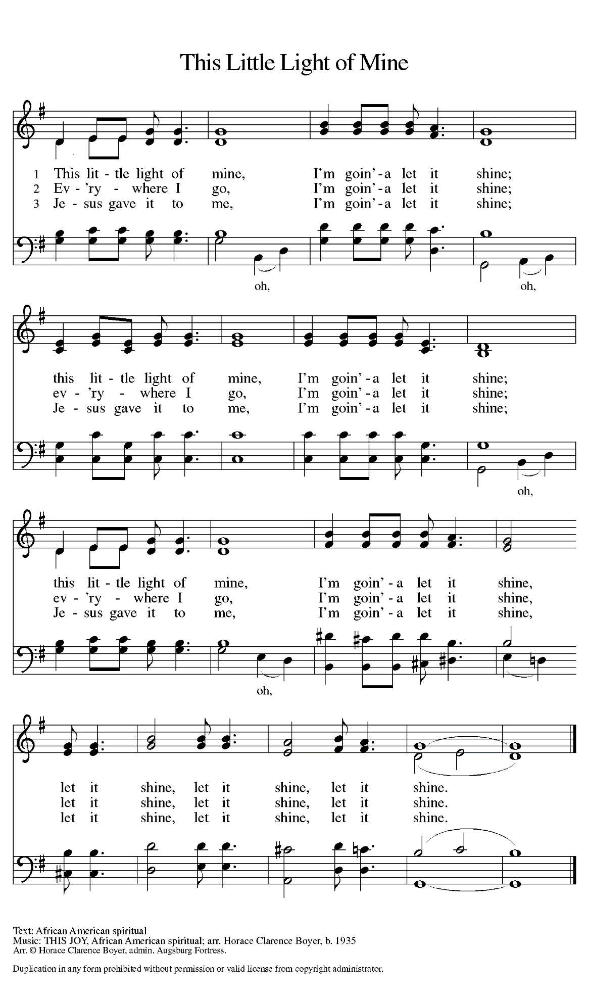 This Little Light of Mine
1 This lit - tle light of mine, I'm goin' - a let it shine;
2 Ev - 'ry - where I go, I'm goin' - a let it shine;
3 Je - sus gave it to me, I'm goin' - a let it shine;
oh, oh,
this lit - tle light of mine, I'm goin' - a let it shine;
ev - 'ry - where I go, I'm goin' - a let it shine;
Je - sus gave it to me, I'm goin' - a let it shine;
oh,
this lit - tle light of mine, I'm goin' - a let it shine,
ev - 'ry - where I go, I'm goin' - a let it shine,
Je - sus gave it to me, I'm goin' - a let it shine,
oh,
let it shine, let it shine, let it shine.
let it shine, let it shine, let it shine.
let it shine, let it shine, let it shine.
Text: African American spiritual
Music: THIS JOY, African American spiritual; arr. Horace Clarence Boyer, b. 1935
Arr. © Horace Clarence Boyer, admin. Augsburg Fortress.
Duplication in any form prohibited without permission or valid license from copyright administrator.